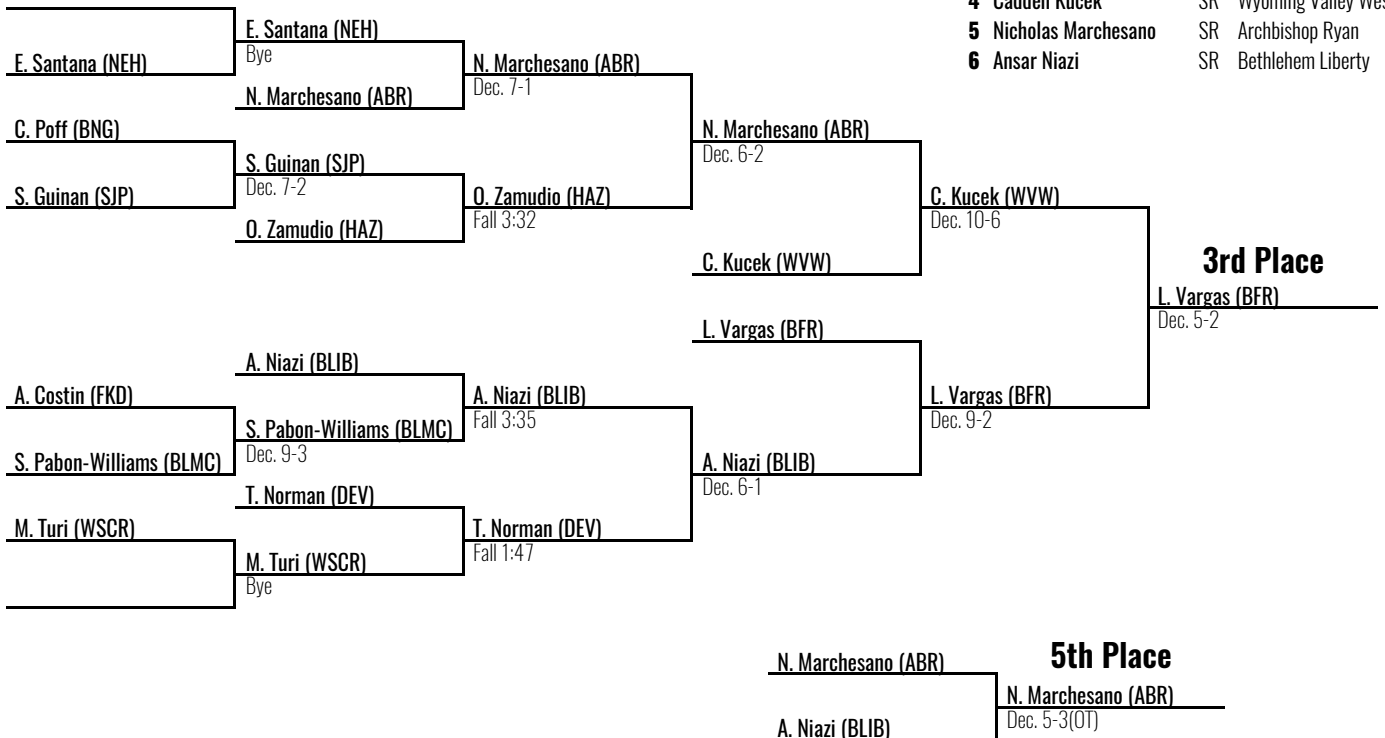 4 Cadden Kucek SR Wyoming Valley
5 Nicholas Marchesano SR Archbishop Ryan
6 Ansar Niazi SR Bethlehem Liberty
E. Santana (NEH)
E. Santana (NEH)
Bye
N. Marchesano (ABR)
N. Marchesano (ABR)
Dec. 7-1
C. Poff (BNG)
S. Guinan (SJP)
S. Guinan (SJP)
Dec. 7-2
O. Zamudio (HAZ)
O. Zamudio (HAZ)
Fall 3:32
N. Marchesano (ABR)
Dec. 6-2
C. Kucek (WVW)
C. Kucek (WVW)
Dec. 10-6
3rd Place
L. Vargas (BFR)
Dec. 5-2
L. Vargas (BFR)
A. Niazi (BLIB)
A. Costin (FKD)
S. Pabon-Williams (BLMC)
S. Pabon-Williams (BLMC)
Dec. 9-3
A. Niazi (BLIB)
Fall 3:35
L. Vargas (BFR)
Dec. 9-2
A. Niazi (BLIB)
Dec. 6-1
T. Norman (DEV)
M. Turi (WSCR)
M. Turi (WSCR)
Bye
T. Norman (DEV)
Fall 1:47
5th Place
N. Marchesano (ABR)
A. Niazi (BLIB)
N. Marchesano (ABR)
Dec. 5-3(OT)